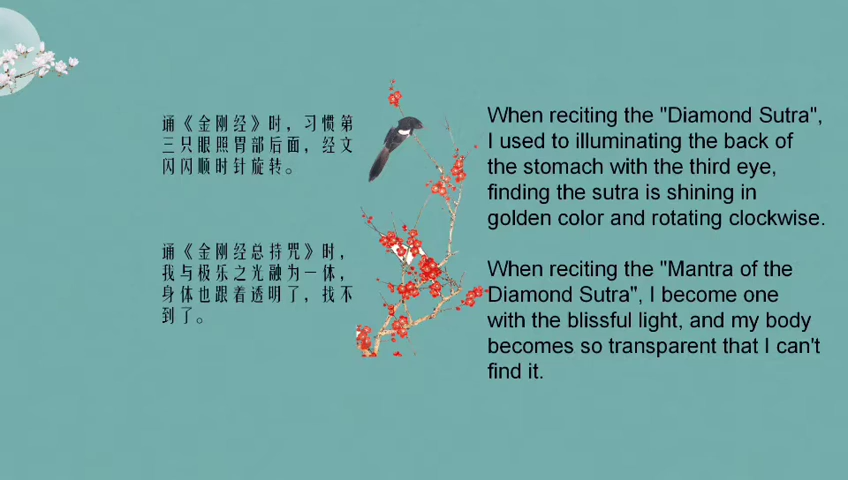 诵《金刚经》时，习惯第
三只眼照胃部后面，经文
闪闪顺时针旋转。
诵《金刚经总持咒》时，
我与极乐之光融为一体，
身体也跟着透明了，找不
到了。
When reciting the "Diamond Sutra",
I used to illuminating the back of
the stomach with the third eye,
finding the sutra is shining in
golden color and rotating clockwise.
When reciting the "Mantra of the
Diamond Sutra", I become one
with the blissful light, and my body
becomes so transparent that I can't
find it.